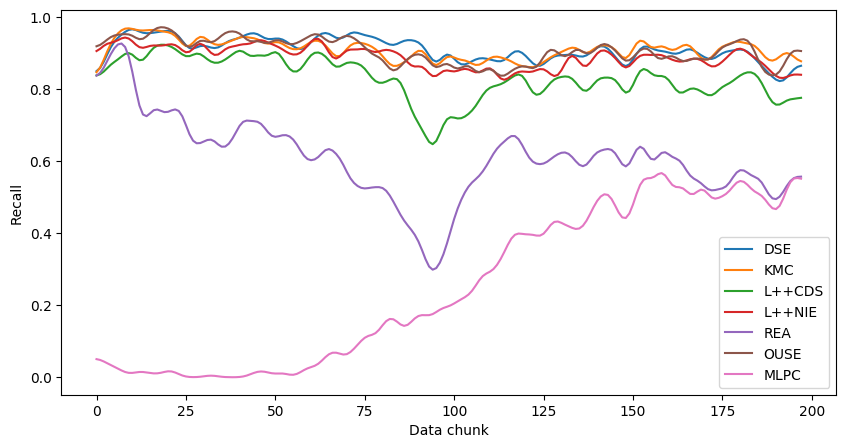 1.0
0.8
0.6
0.4
0.2
0.0
Recall
0
25
50
75
100
125
150
175
200
Data chunk
DSE
KMC
L++CDS
L++NIE
REA
OUSE
MLPC